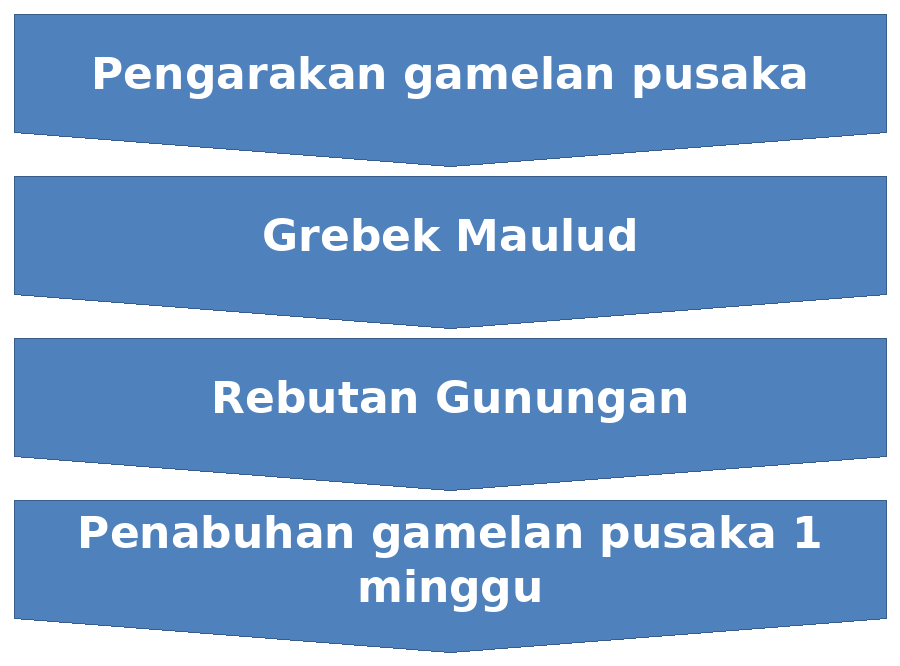 Pengarakan gamelan pusaka
Grebek Maulud
Rebutan Gunungan
Penabuhan gamelan pusaka 1
minggu